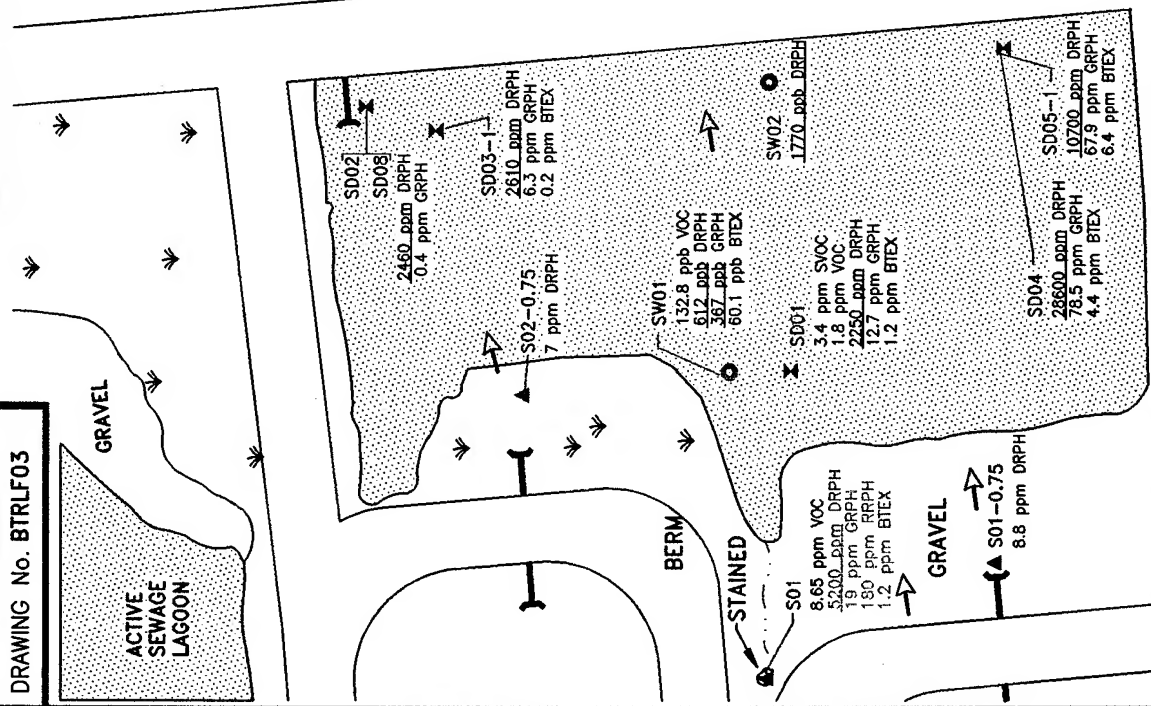 DRAWING No. BTRLF03
ACTIVE
SEWAGE
LAGOON
GRAVEL
SD02
SD08
2460 ppm DRPH
0.4 ppm GRPH
SD03-1
2610 ppm DRPH
6.3 ppm GRPH
0.2 ppm BTEX
S02-0.75
7 ppm DRPH
SW01
132.8 ppb VOC
612 ppb DRPH
367 ppb GRPH
60.1 ppb BTEX
SW02
1770 ppb DRPH
SD01
3.4 ppm SVOC
1.8 ppm VOC
2250 ppm DRPH
12.7 ppm GRPH
1.2 ppm BTEX
SD04
28600 ppm DRPH
78.5 ppm GRPH
4.4 ppm BTEX
SD05-1
10700 ppm DRPH
67.9 ppm GRPH
6.4 ppm BTEX
BERM
STAINED
S01
8.65 ppm VOC
5200 ppm DRPH
19 ppm GRPH
180 ppm RRPH
1.2 ppm BTEX
GRAVEL
S01-0.75
8.8 ppm DRPH